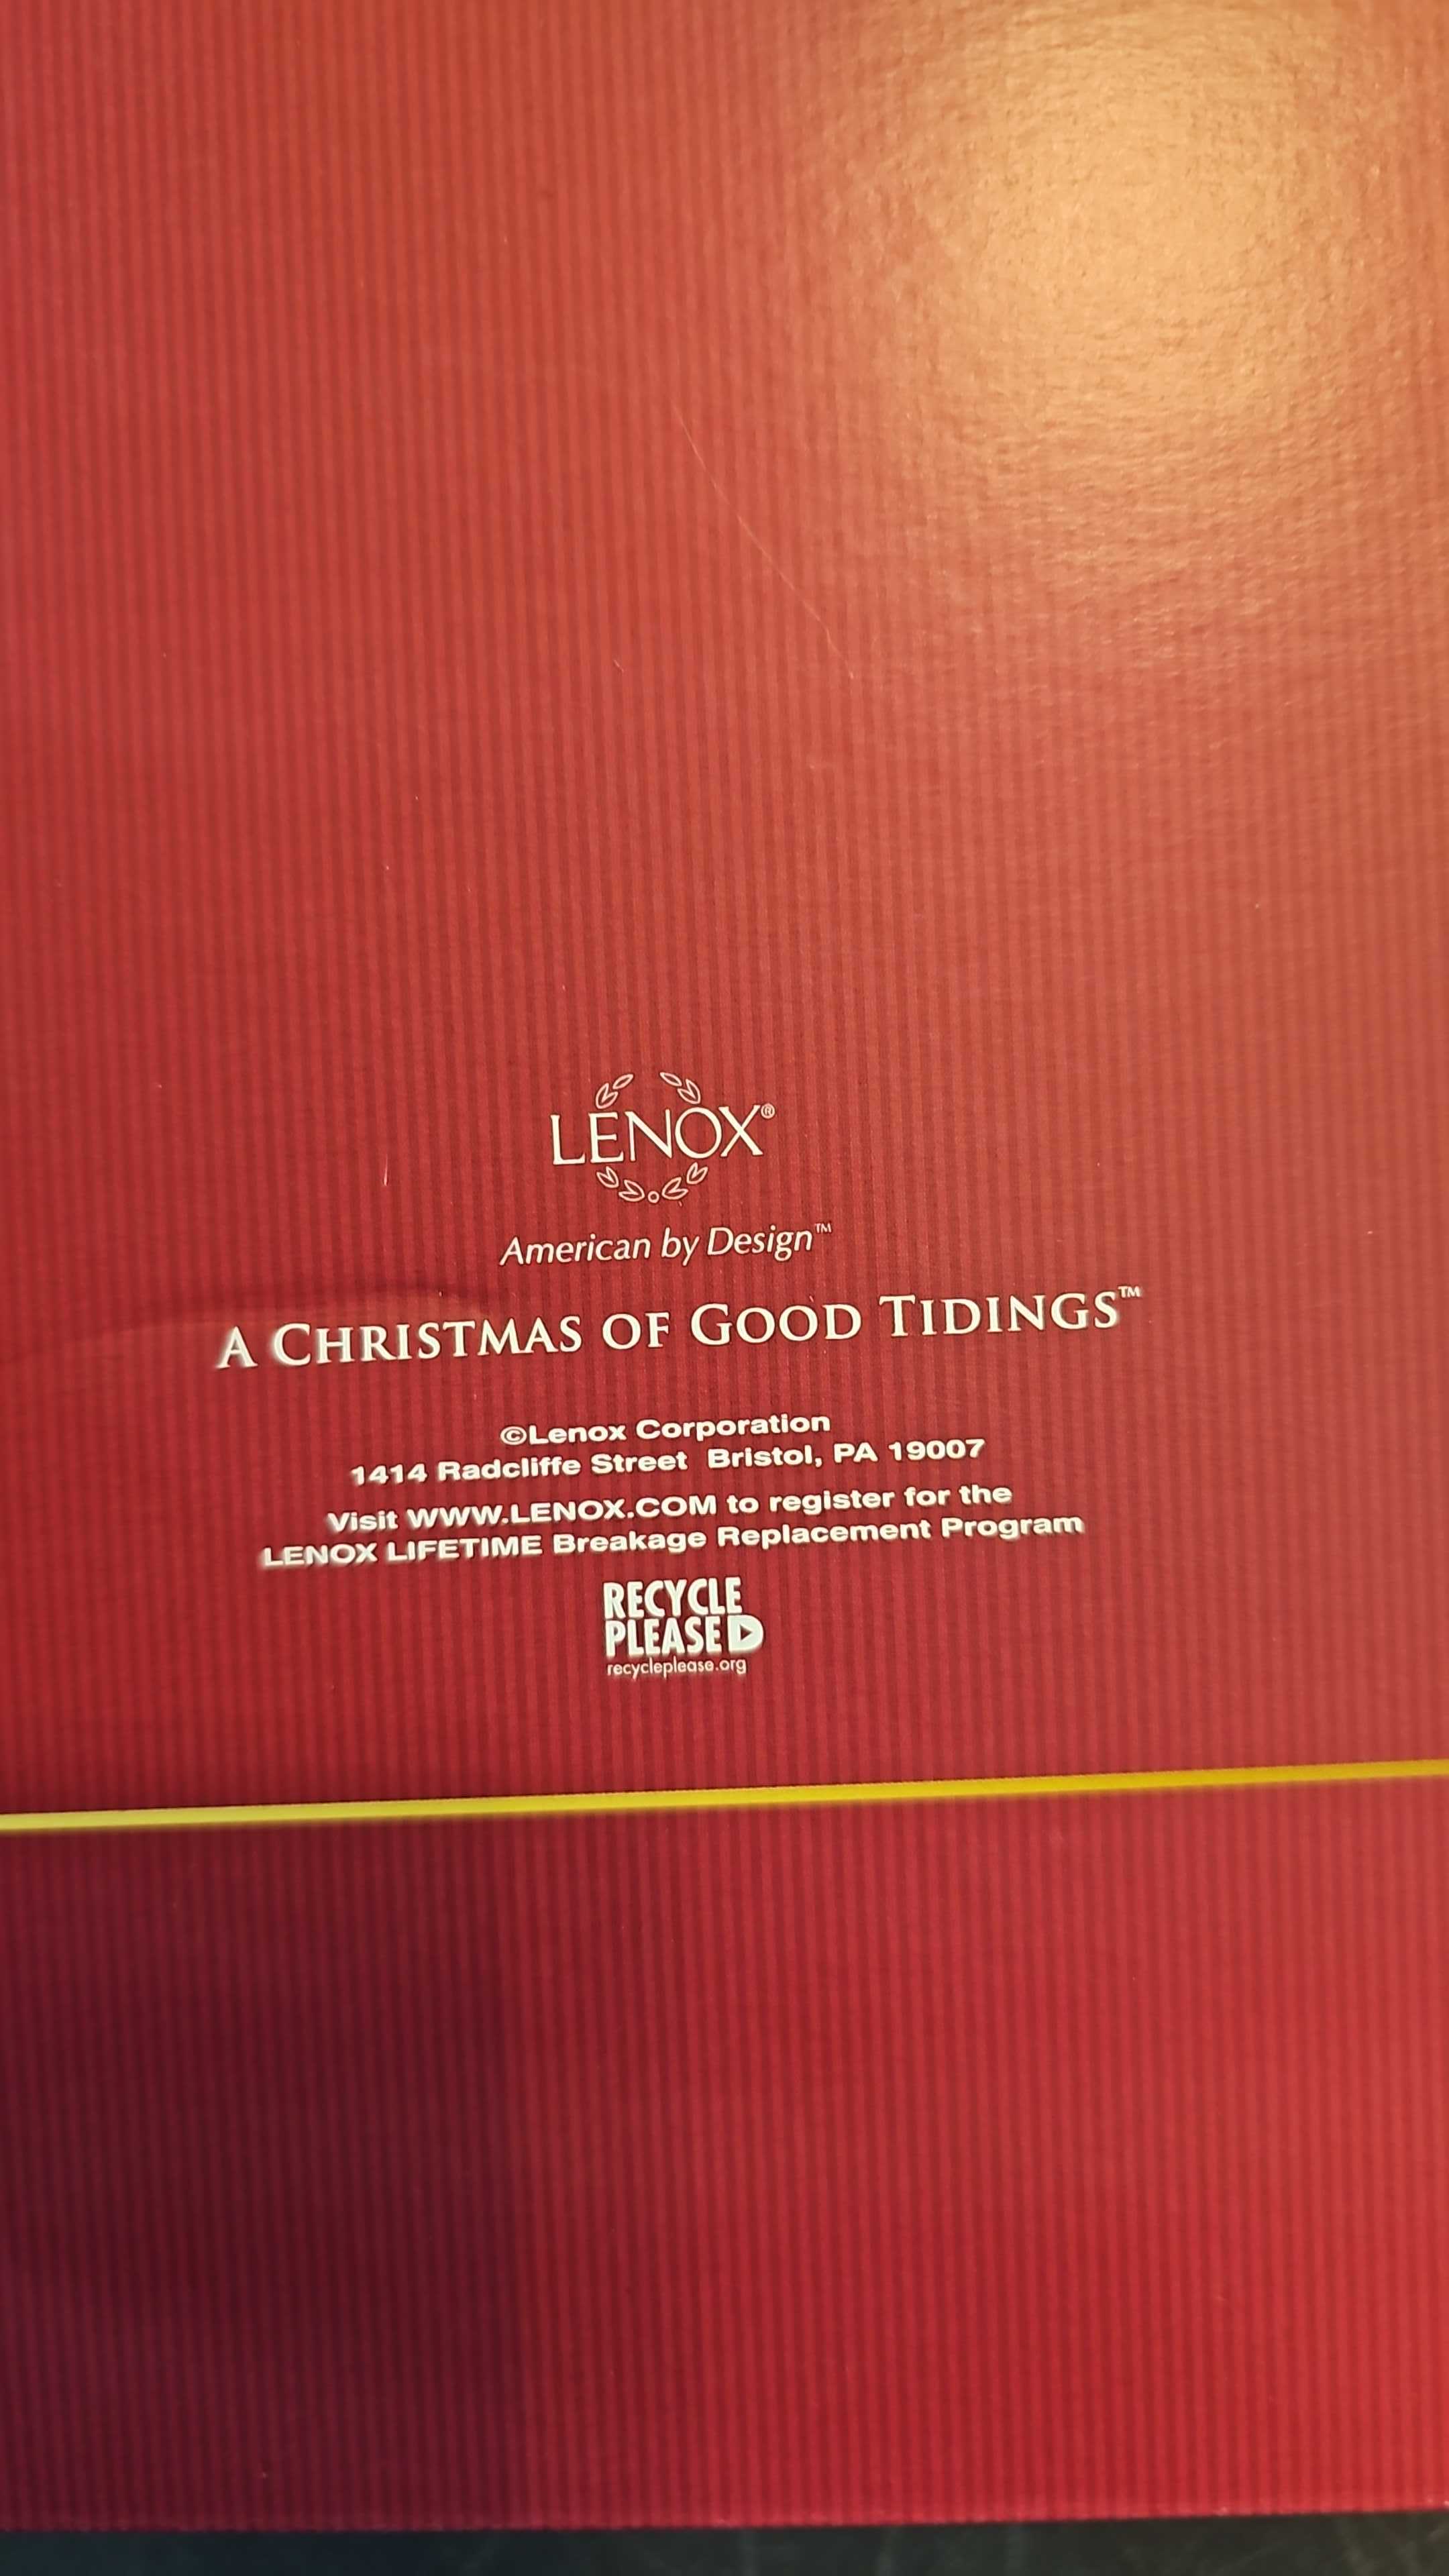 LENOX®
American by Design™
A CHRISTMAS OF GOOD TIDINGS™
©Lenox Corporation
1414 Radcliffe Street Bristol, PA 19007
Visit WWW.LENOX.COM to register for the
LENOX LIFETIME Breakage Replacement Program
RECYCLE
PLEASE
recycleplease.org